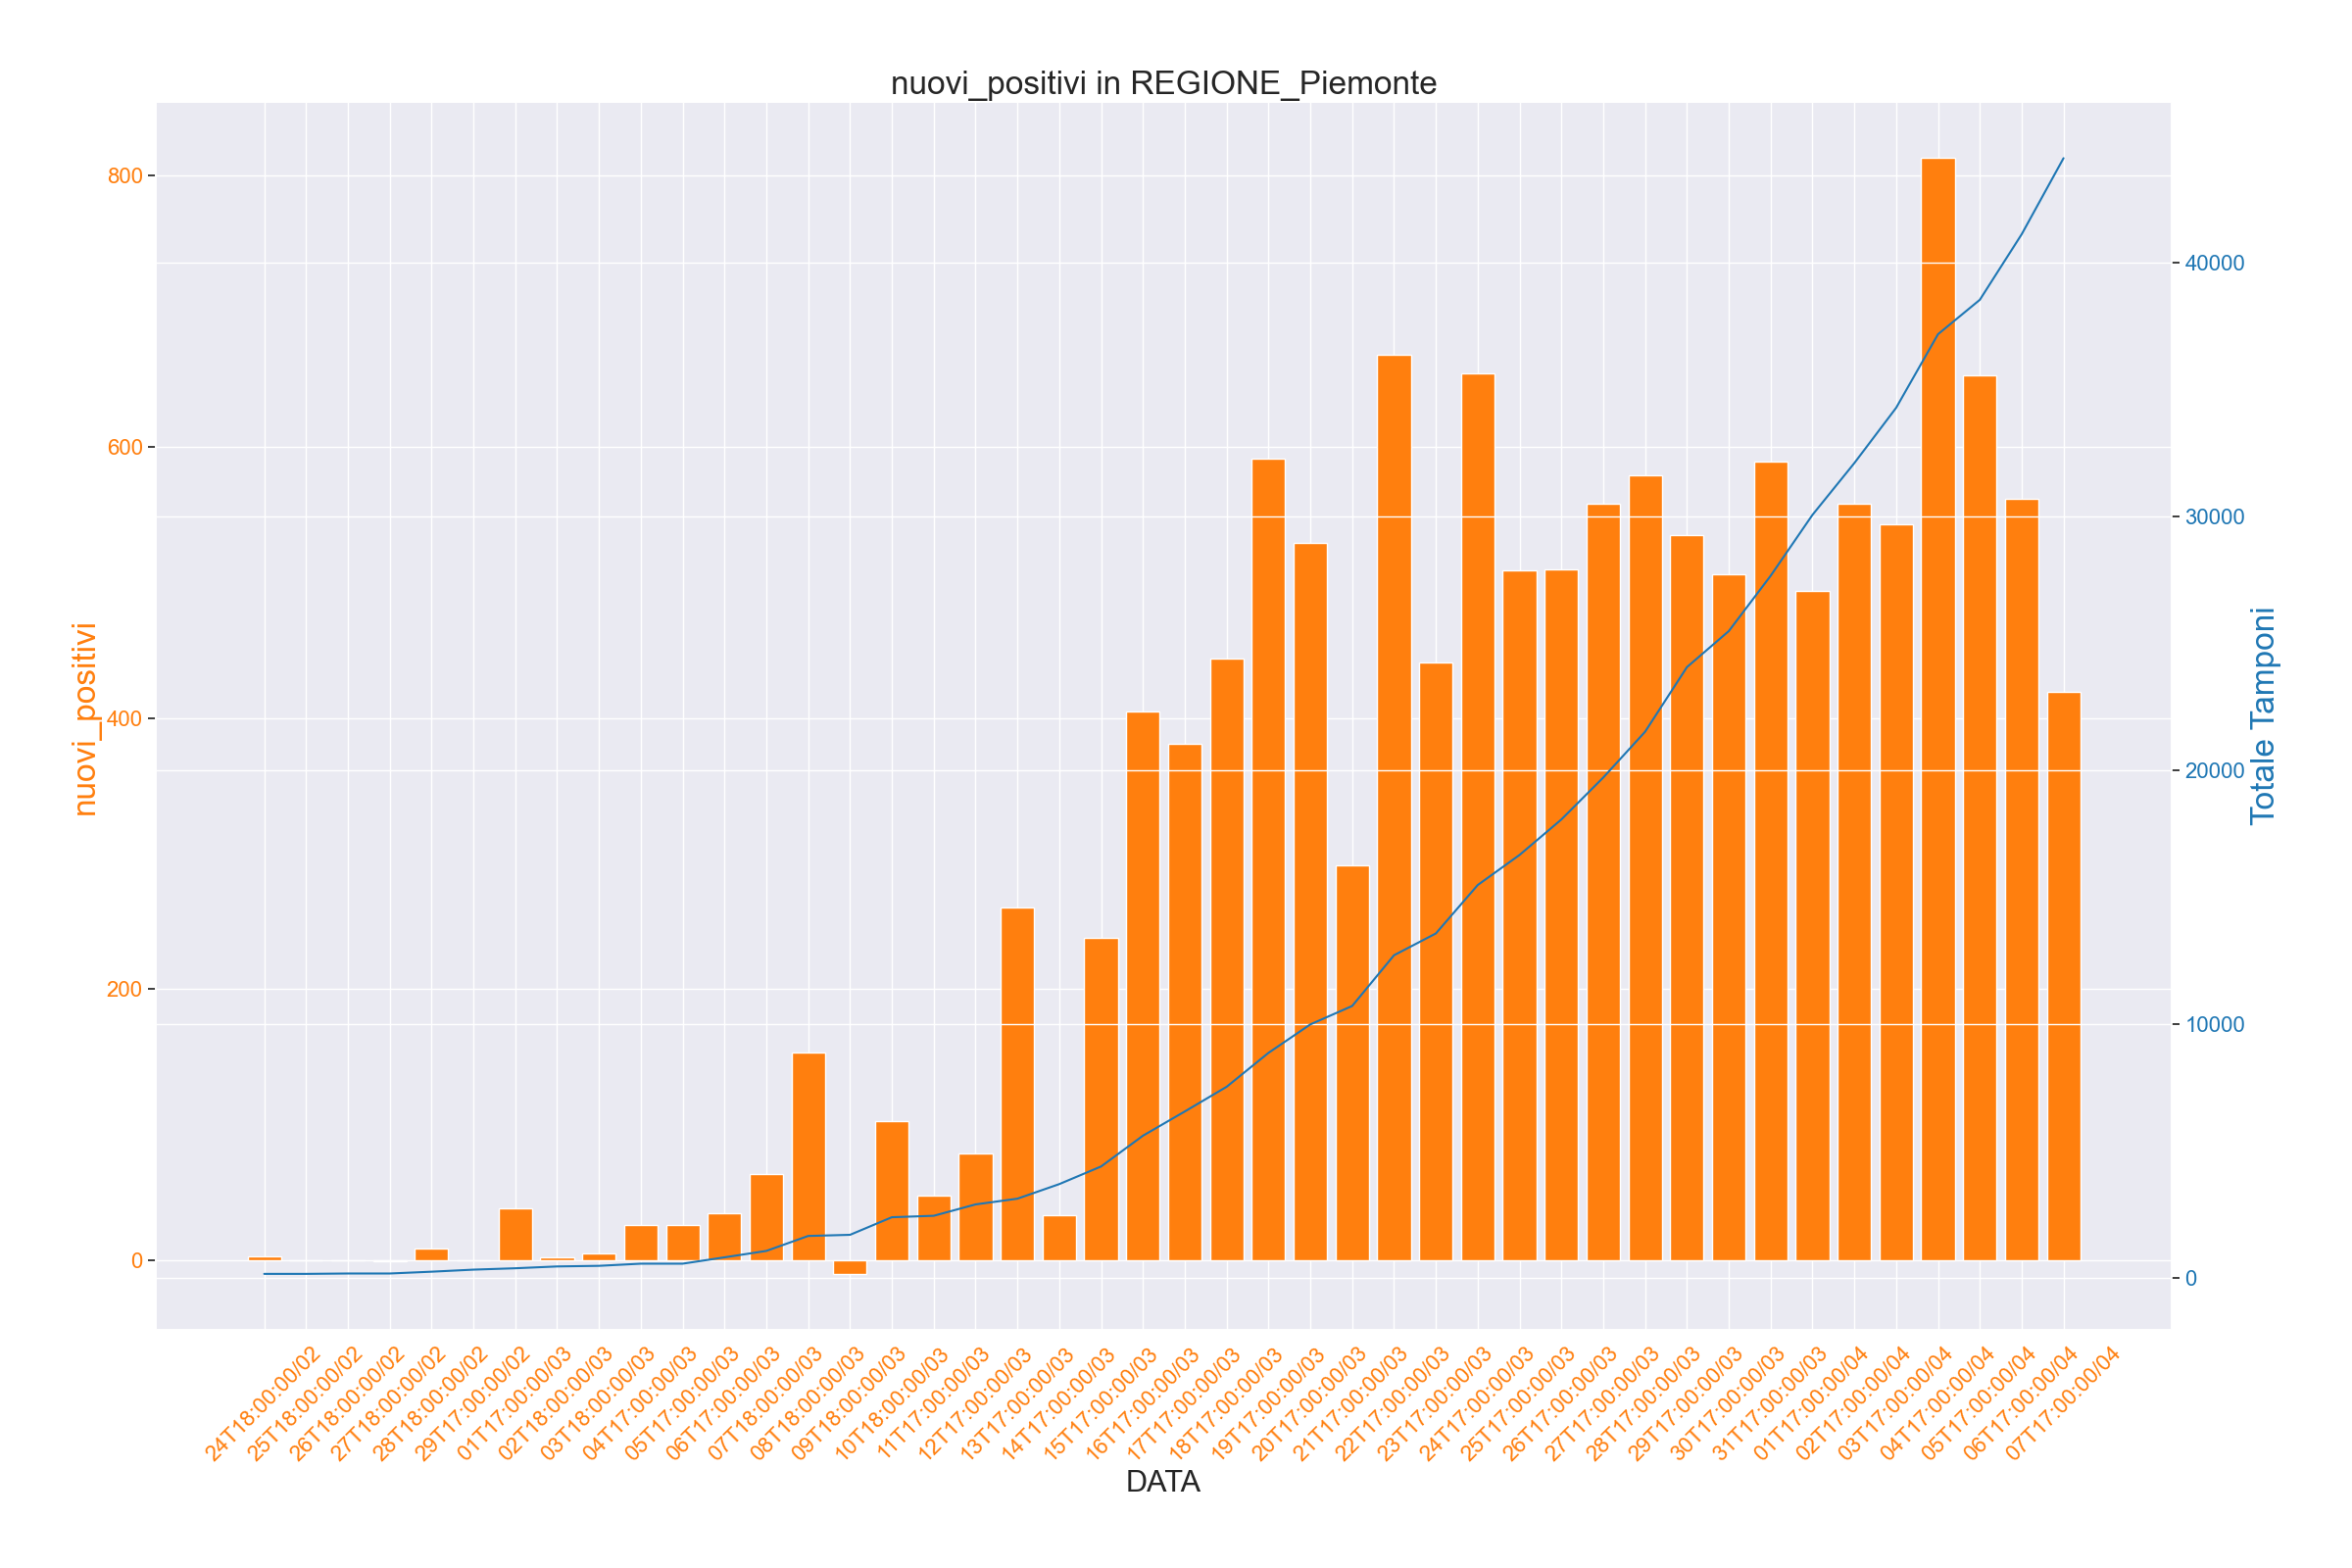 nuovi_positivi in REGIONE_Piemonte
800
600
400
200
0
nuovi_positivi
40000
30000
20000
10000
0
Totale Tamponi
24T18:00:00/02
25T18:00:00/02
26T18:00:00/02
27T18:00:00/02
28T18:00:00/02
29T17:00:00/02
01T17:00:00/03
02T18:00:00/03
03T18:00:00/03
04T17:00:00/03
05T17:00:00/03
06T17:00:00/03
07T18:00:00/03
08T18:00:00/03
09T18:00:00/03
10T18:00:00/03
11T17:00:00/03
12T17:00:00/03
13T17:00:00/03
14T17:00:00/03
15T17:00:00/03
16T17:00:00/03
17T17:00:00/03
18T17:00:00/03
19T17:00:00/03
20T17:00:00/03
21T17:00:00/03
22T17:00:00/03
23T17:00:00/03
24T17:00:00/03
25T17:00:00/03
26T17:00:00/03
27T17:00:00/03
28T17:00:00/03
29T17:00:00/03
30T17:00:00/03
31T17:00:00/03
01T17:00:00/04
02T17:00:00/04
03T17:00:00/04
04T17:00:00/04
05T17:00:00/04
06T17:00:00/04
07T17:00:00/04
DATA